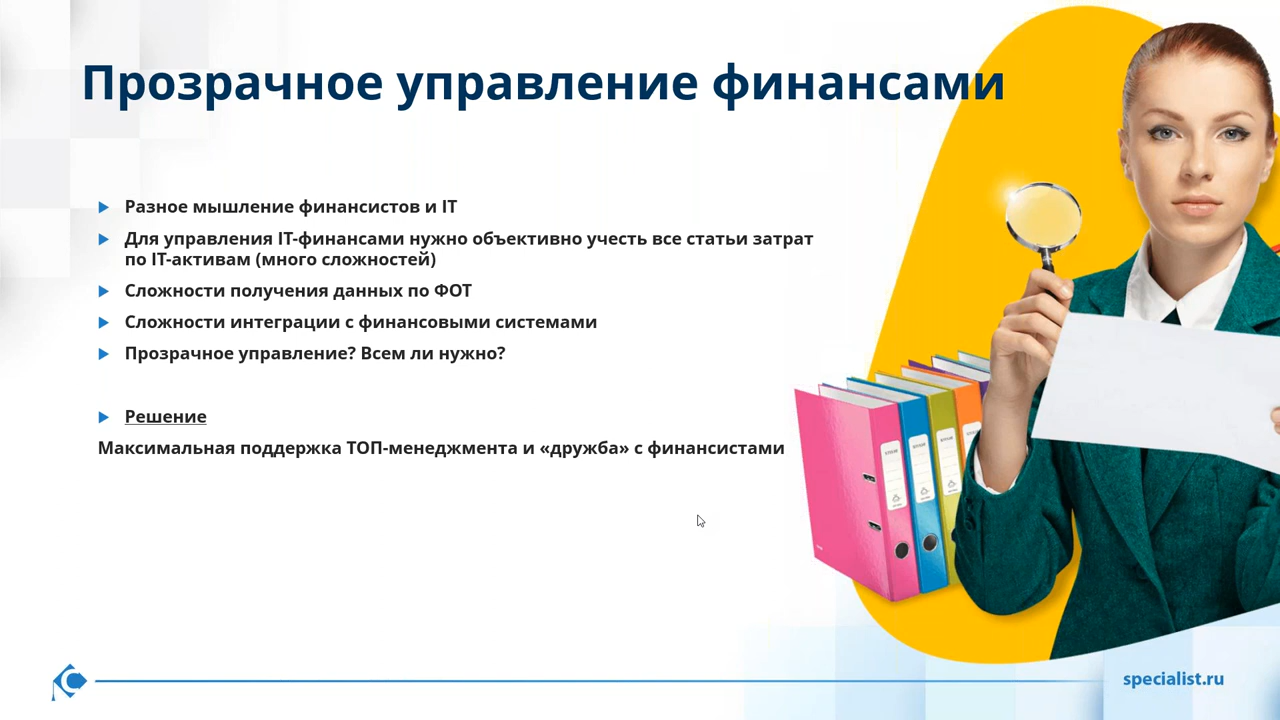 Прозрачное управление финансами
Разное мышление финансистов и IT
Для управления IT-финансами нужно объективно учесть все статьи затрат
по IT-активам (много сложностей)
Сложности получения данных по ФОТ
Сложности интеграции с финансовыми системами
Прозрачное управление? Всем ли нужно?
Решение
Максимальная поддержка ТОП-менеджмента и «дружба» с финансистами
specialist.ru